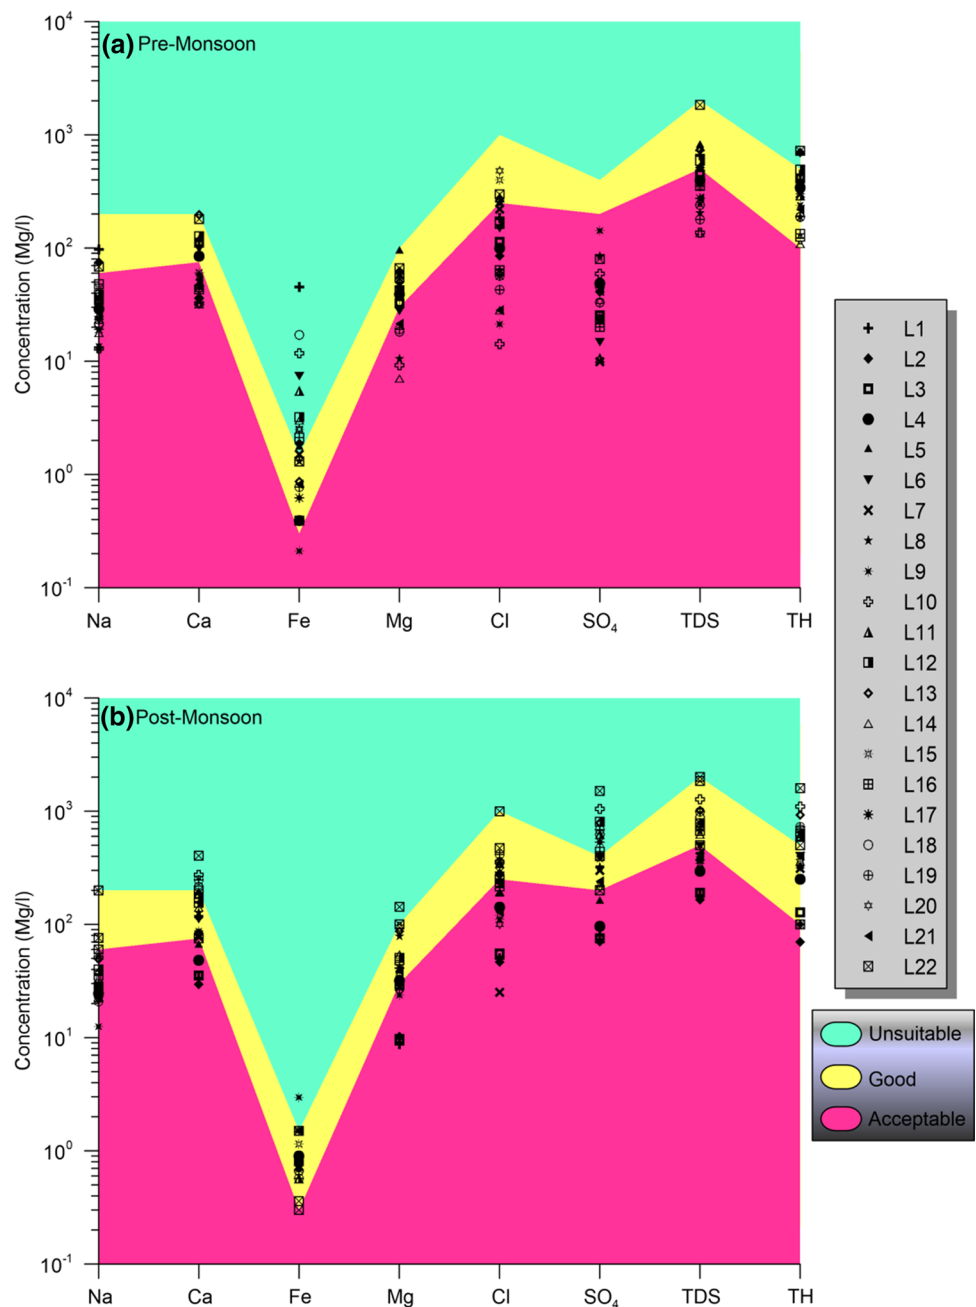 (a) Pre-Monsoon
Concentration (Mg/l)
10⁴
10³
10²
10¹
10⁰
10⁻¹
Na Ca Fe Mg Cl SO₄ TDS TH
(b) Post-Monsoon
Concentration (Mg/l)
10⁴
10³
10²
10¹
10⁰
10⁻¹
Na Ca Fe Mg Cl SO₄ TDS TH
L1
L2
L3
L4
L5
L6
L7
L8
L9
L10
L11
L12
L13
L14
L15
L16
L17
L18
L19
L20
L21
L22
Unsuitable
Good
Acceptable